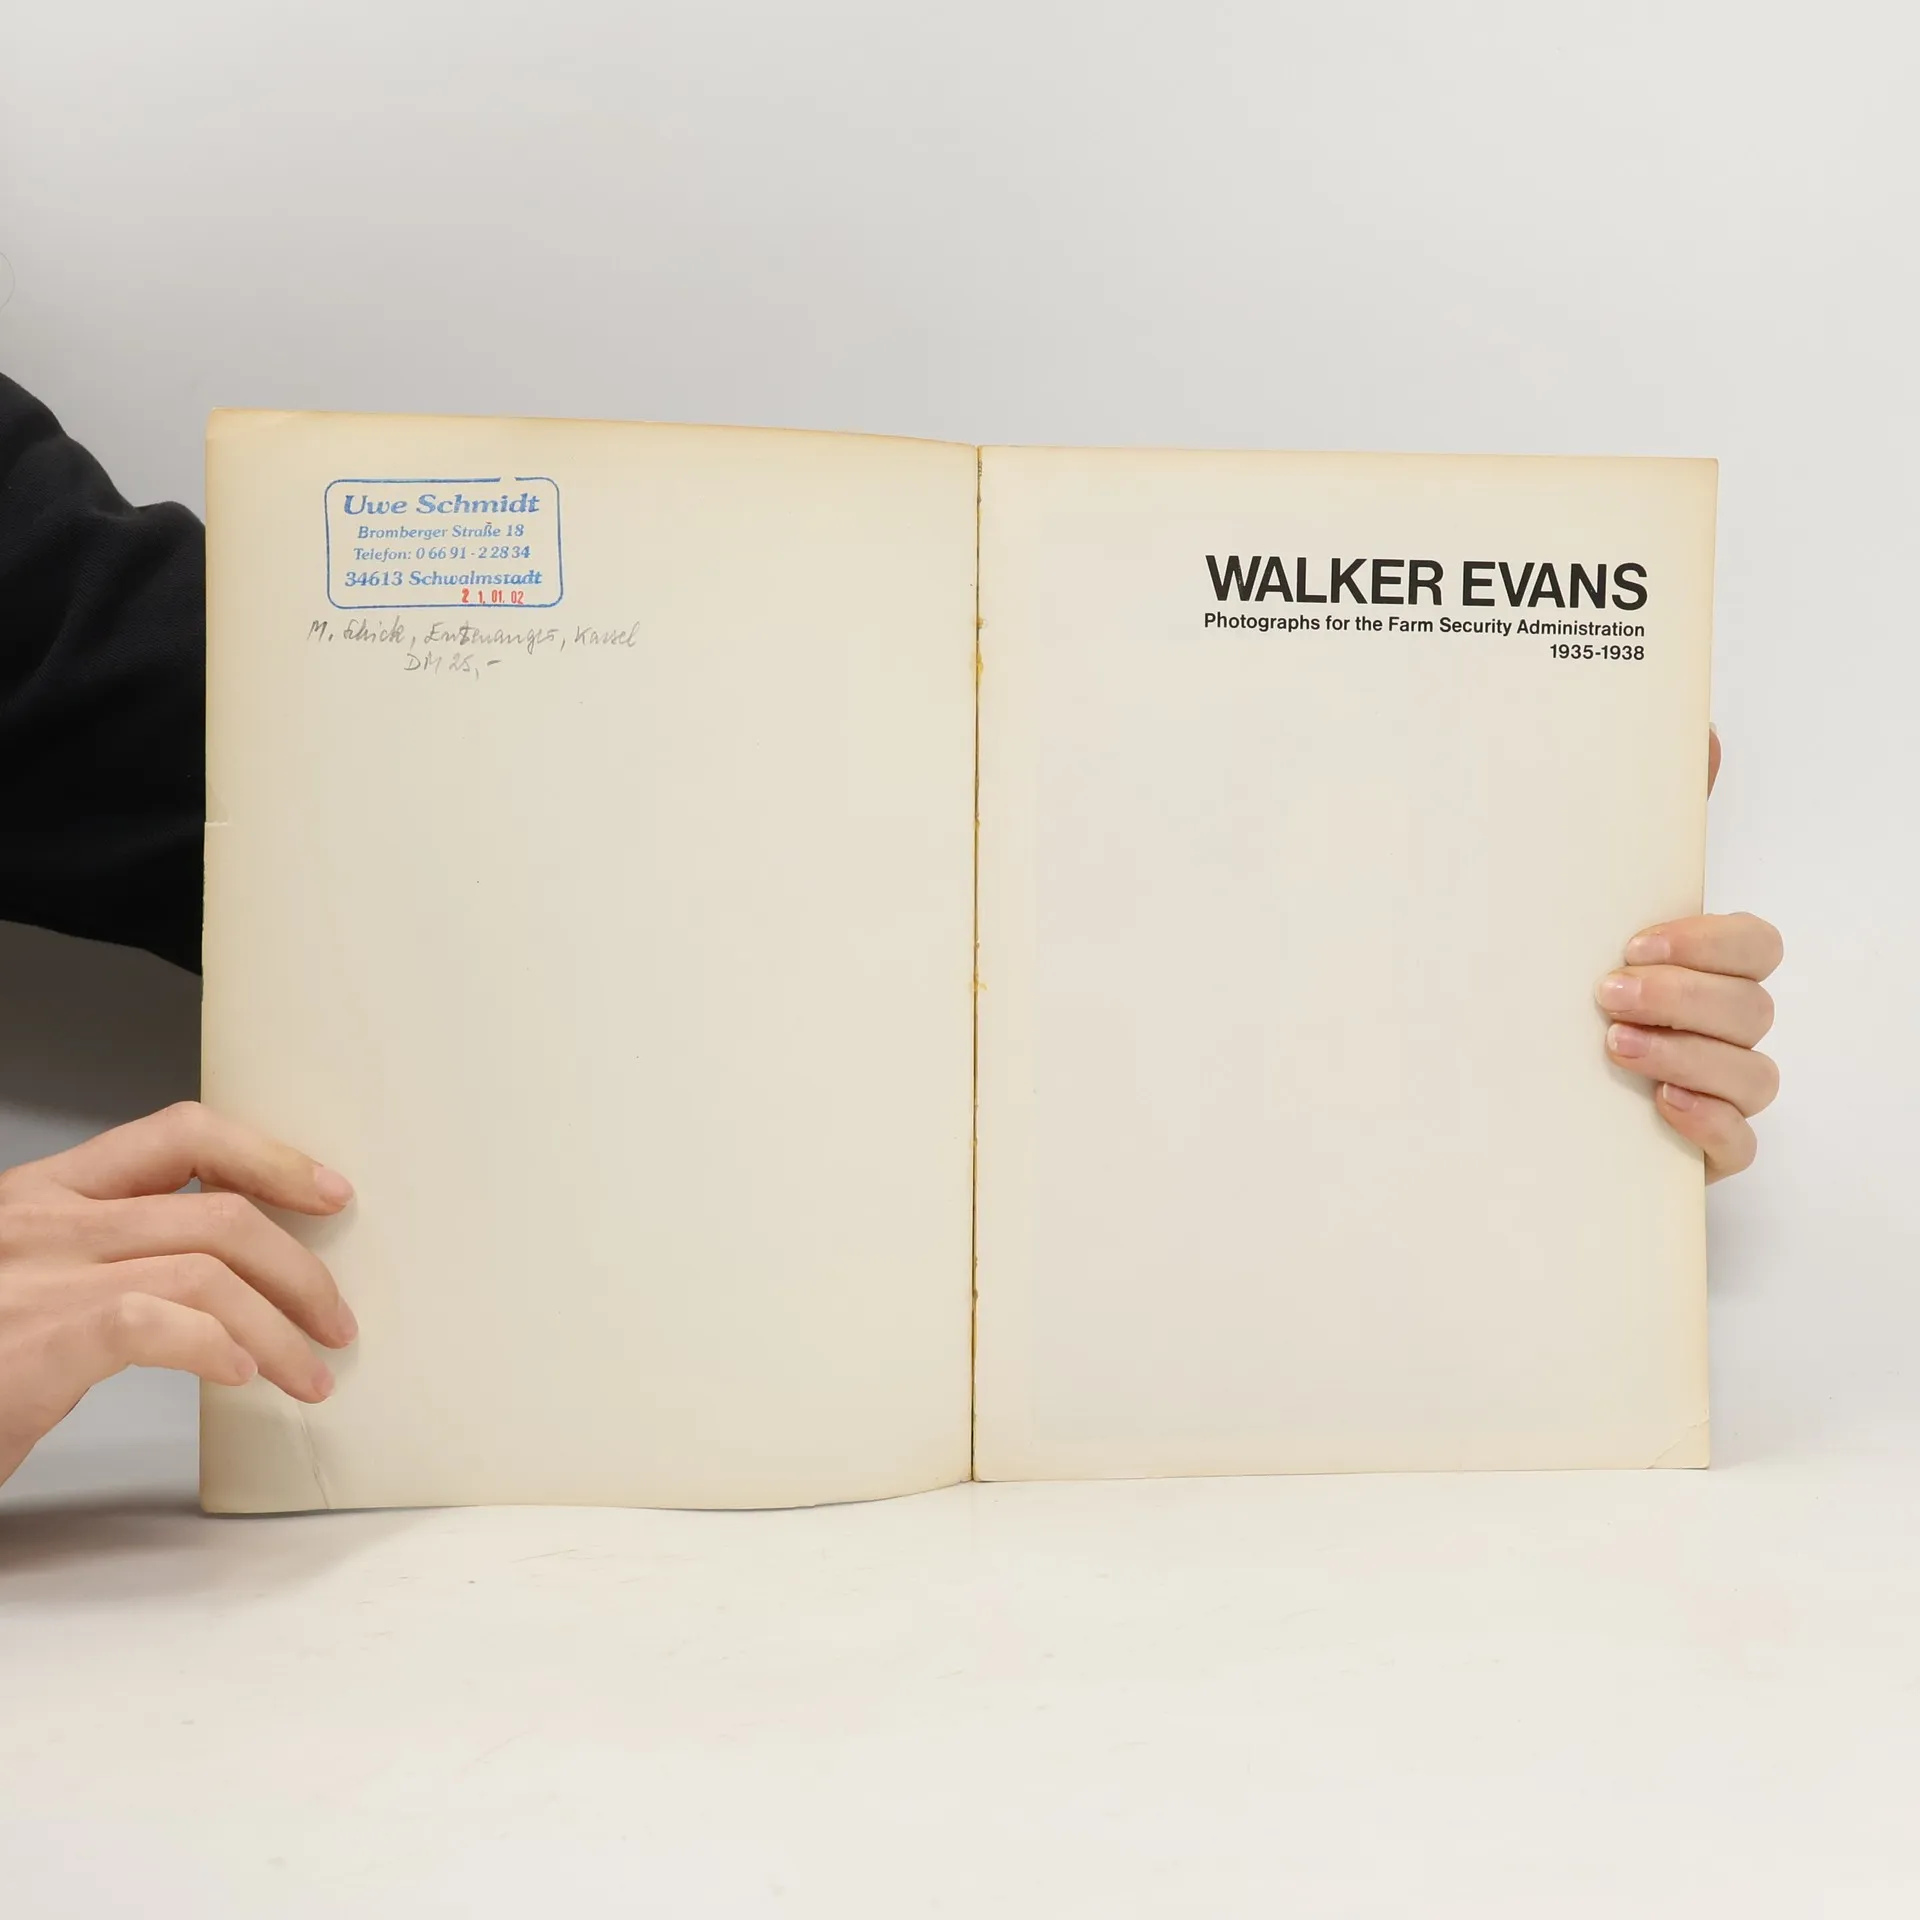 Uwe Schmidt
Bromberger Straße 18
Telefon: 0 66 91 - 2 28 34
34613 Schwalmstadt
2 1. 01. 02
M. Schick, Kassel
DM 25,-
WALKER EVANS
Photographs for the Farm Security Administration
1935-1938